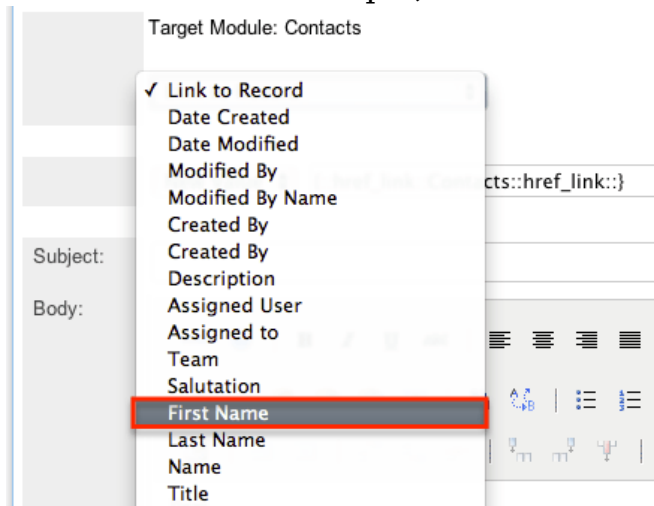 Target Module: Contacts
✓ Link to Record
Date Created
Date Modified
Modified By
cts::href_link::}
Modified By Name
Created By
Subject:
Created By
Description
Body:
Assigned User
Assigned to
Team
Salutation
First Name
Last Name
Name
Title